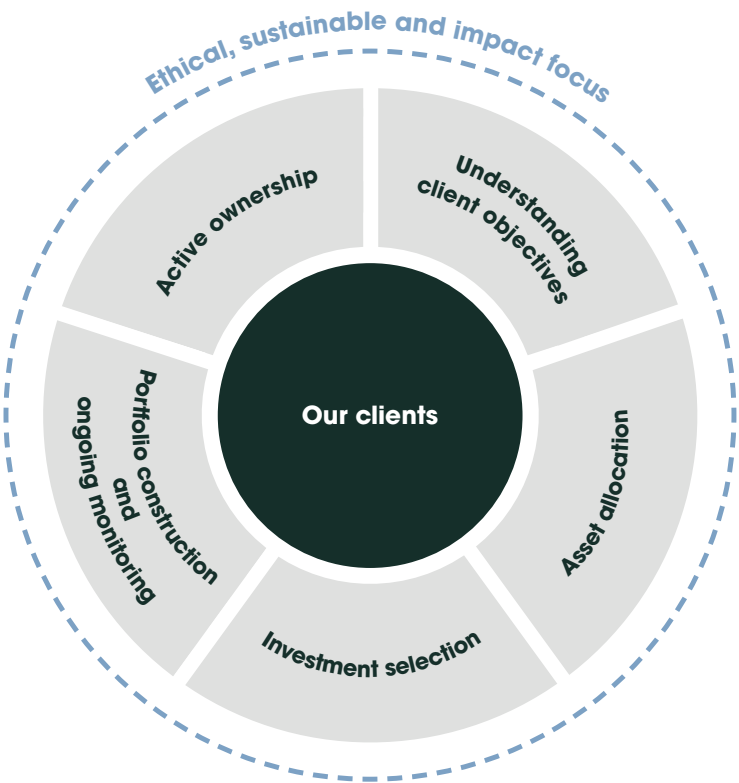 Ethical, sustainable and impact focus
Understanding
client objectives
Asset allocation
Investment selection
Portfolio construction
and
ongoing monitoring
Active ownership
Our clients